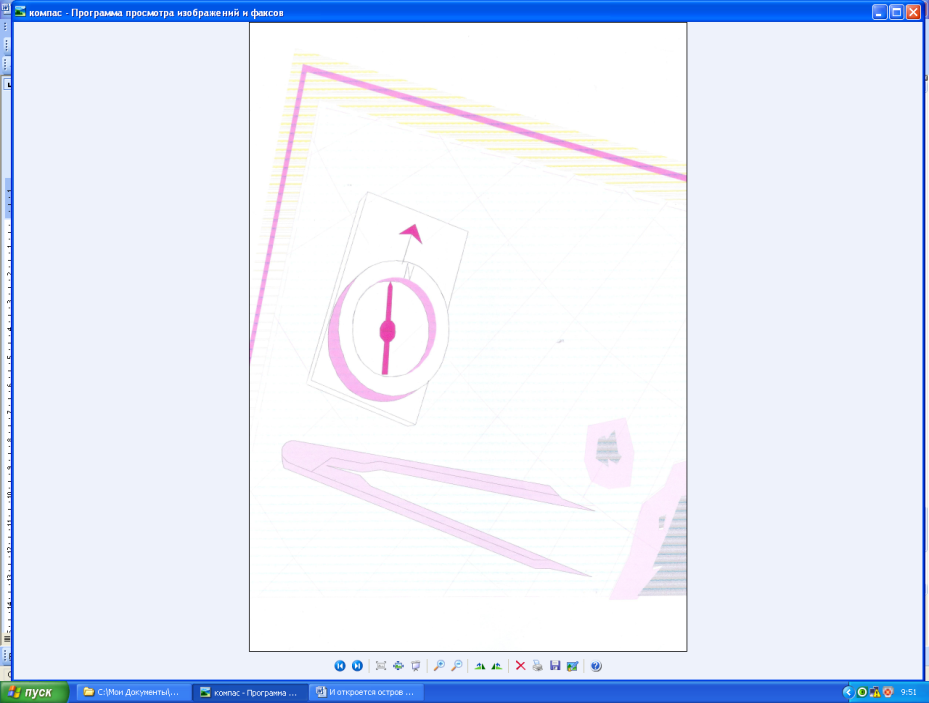 компас - Программа просмотра изображений и факсов
пуск
C:\Мои Документы\...
компас - Программа ...
И откроется остров ...
9:51